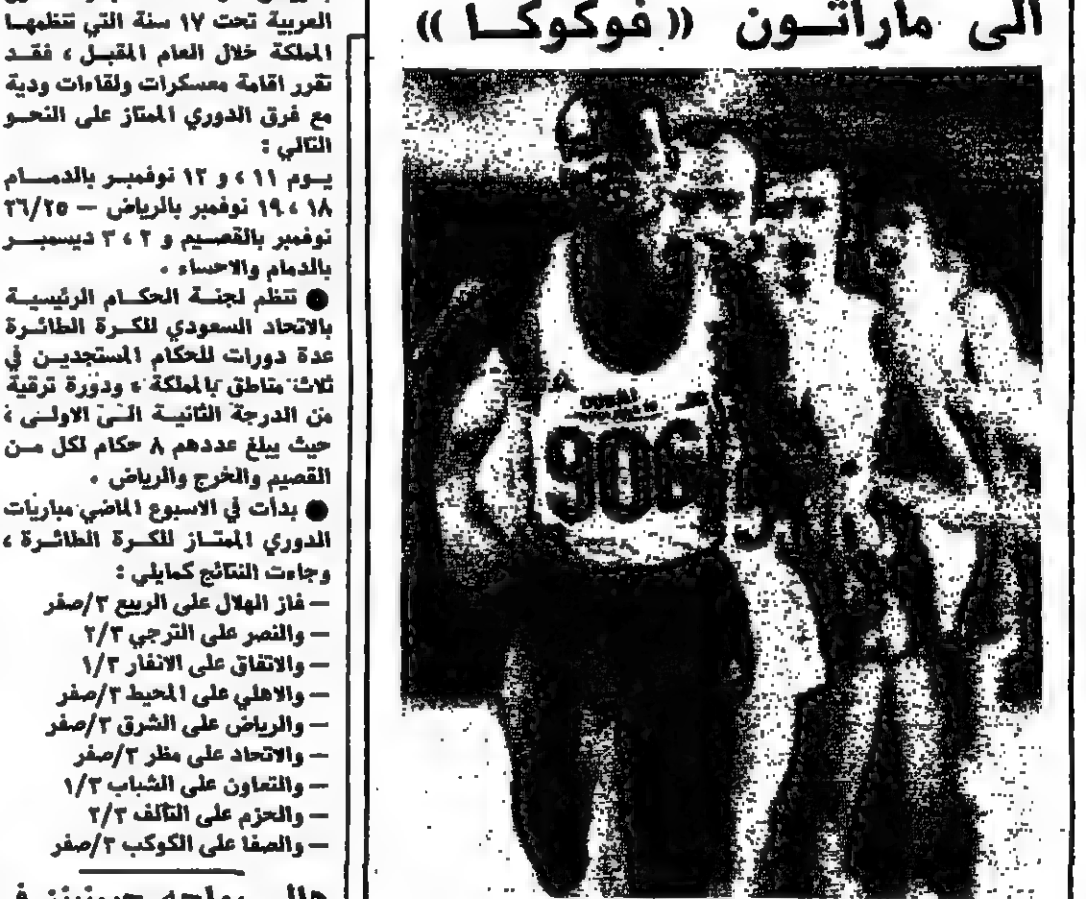 الى ماراتون « فوكوكا »
DUBAI
906
العربية تحت ١٧ سنة التي تنظمها
المملكة خلال العام المقبل ، فقد
تقرر اقامة معسكرات ولقاءات ودية
مع فرق الدوري الممتاز على النحو
التالي :
يوم ١١ ، و ١٢ نوفمبر بالدمام
١٨ ، ١٩ نوفمبر بالرياض — ٢٦/٢٥
نوفمبر بالقصيم و ٢ ، ٣ ديسمبر
بالدمام والاحساء .
● تنظم لجنة الحكام الرئيسية
بالاتحاد السعودي للكرة الطائرة
عدة دورات للحكام المستجدين في
ثلاث مناطق بالمملكة ، ودورة ترقية
من الدرجة الثانية الى الاولى ،
حيث يبلغ عددهم ٨ حكام لكل من
القصيم والخرج والرياض .
● بدأت في الاسبوع الماضي مباريات
الدوري الممتاز للكرة الطائرة ،
وجاءت النتائج كمايلي :
— فاز الهلال على الربيع ٣/صفر
— والنصر على الترجي ٢/٣
— والاتفاق على الانفار ١/٣
— والاهلي على المحيط ٣/صفر
— والرياض على الشرق ٣/صفر
— والاتحاد على مظر ٣/صفر
— والتعاون على الشباب ١/٣
— والحزم على التآلف ٢/٣
— والصفا على الكوكب ٣/صفر